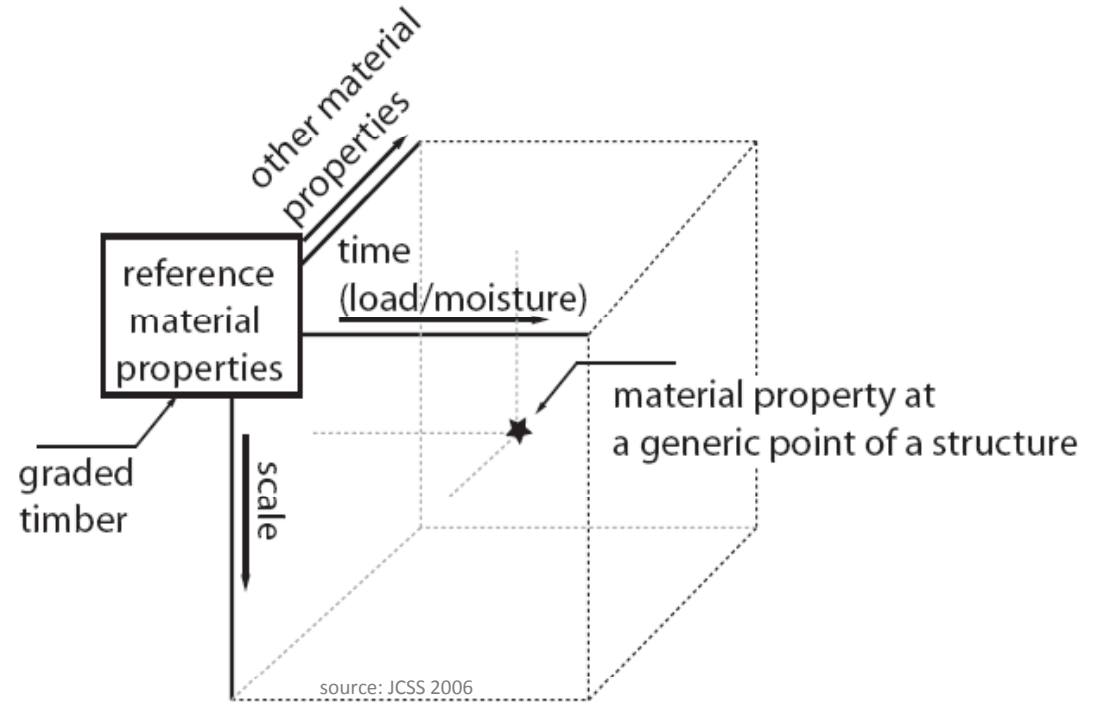 other material
properties
time
(load/moisture)
reference
material
properties
material property at
a generic point of a structure
graded
timber
scale
source: JCSS 2006